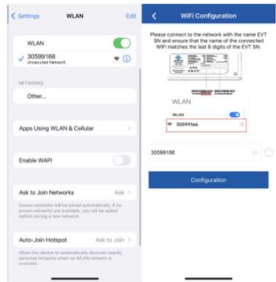 Settings
WLAN
Edit
WLAN
30599166
Unsecured Network
NETWORKS
Other...
Apps Using WLAN & Cellular
Enable WAPI
Ask to Join Networks
Ask
Known networks will be joined automatically. If no
known networks are available, you will be asked
before joining a new network.
Auto-Join Hotspot
Ask to Join
Allow this device to automatically discover nearby
personal hotspots when no WLAN network is
available.
WiFi Configuration
Please connect to the network with the name EVT
SN and ensure that the name of the connected
WiFi matches the last 8 digits of the EVT
SN.
WLAN
WLAN
30599166
30599166
Configuration